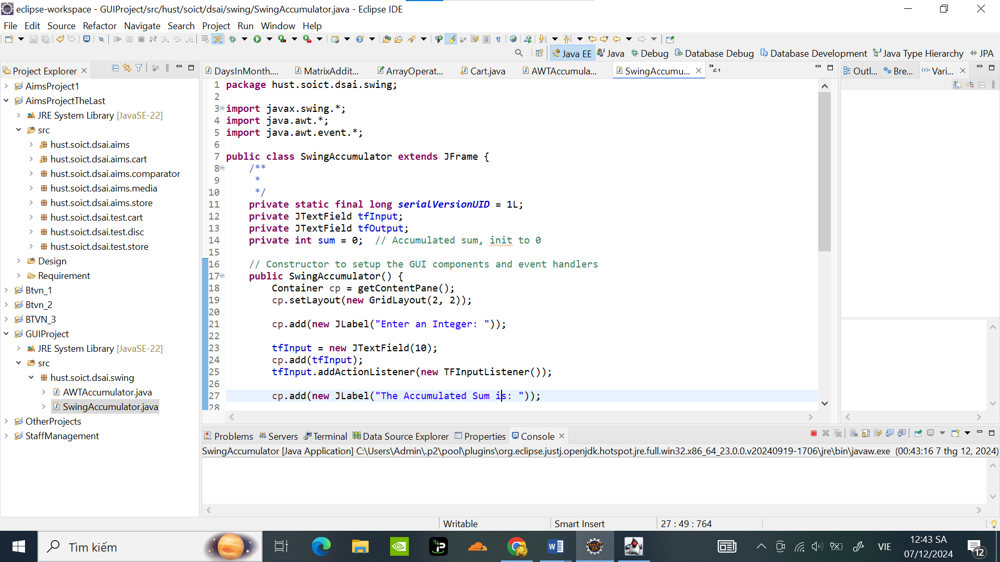 eclipse-workspace - GUIProject/src/hust/soict/dsai/swing/SwingAccumulator.java - Eclipse IDE
File Edit Source Refactor Navigate Search Project Run Window Help
Java EE Java Debug Database Debug Database Development Java Type Hierarchy JPA
Project Explorer
AimsProject1
AimsProjectTheLast
JRE System Library [JavaSE-22]
src
hust.soict.dsai.aims
hust.soict.dsai.aims.cart
hust.soict.dsai.aims.comparator
hust.soict.dsai.aims.media
hust.soict.dsai.aims.store
hust.soict.dsai.test.cart
hust.soict.dsai.test.disc
hust.soict.dsai.test.store
Design
Requirement
Btvn_1
Btvn_2
BTVN_3
GUIProject
JRE System Library [JavaSE-22]
src
hust.soict.dsai.swing
AWTAccumulator.java
SwingAccumulator.java
OtherProjects
StaffManagement
DaysInMonth.... MatrixAddit... ArrayOperat... Cart.java AWTAccumula... SwingAccumu... »61
1 package hust.soict.dsai.swing;
2
3 import javax.swing.*;
4 import java.awt.*;
5 import java.awt.event.*;
6
7 public class SwingAccumulator extends JFrame {
8 /**
9 *
10 */
11 private static final long serialVersionUID = 1L;
12 private JTextField tfInput;
13 private JTextField tfOutput;
14 private int sum = 0; // Accumulated sum, init to 0
15
16 // Constructor to setup the GUI components and event handlers
17 public SwingAccumulator() {
18 Container cp = getContentPane();
19 cp.setLayout(new GridLayout(2, 2));
20
21 cp.add(new JLabel("Enter an Integer: "));
22
23 tfInput = new JTextField(10);
24 cp.add(tfInput);
25 tfInput.addActionListener(new TFInputListener());
26
27 cp.add(new JLabel("The Accumulated Sum is: "));
28
Outl... Bre... (x)= Vari...
Problems Servers Terminal Data Source Explorer Properties Console
SwingAccumulator [Java Application] C:\Users\Admin\.p2\pool\plugins\org.eclipse.justj.openjdk.hotspot.jre.full.win32.x86_64_23.0.0.v20240919-1706\jre\bin\javaw.exe (00:43:16 7 thg 12, 2024)
Writable Smart Insert 27 : 49 : 764
Tìm kiếm
VIE
12:43 SA
07/12/2024
12